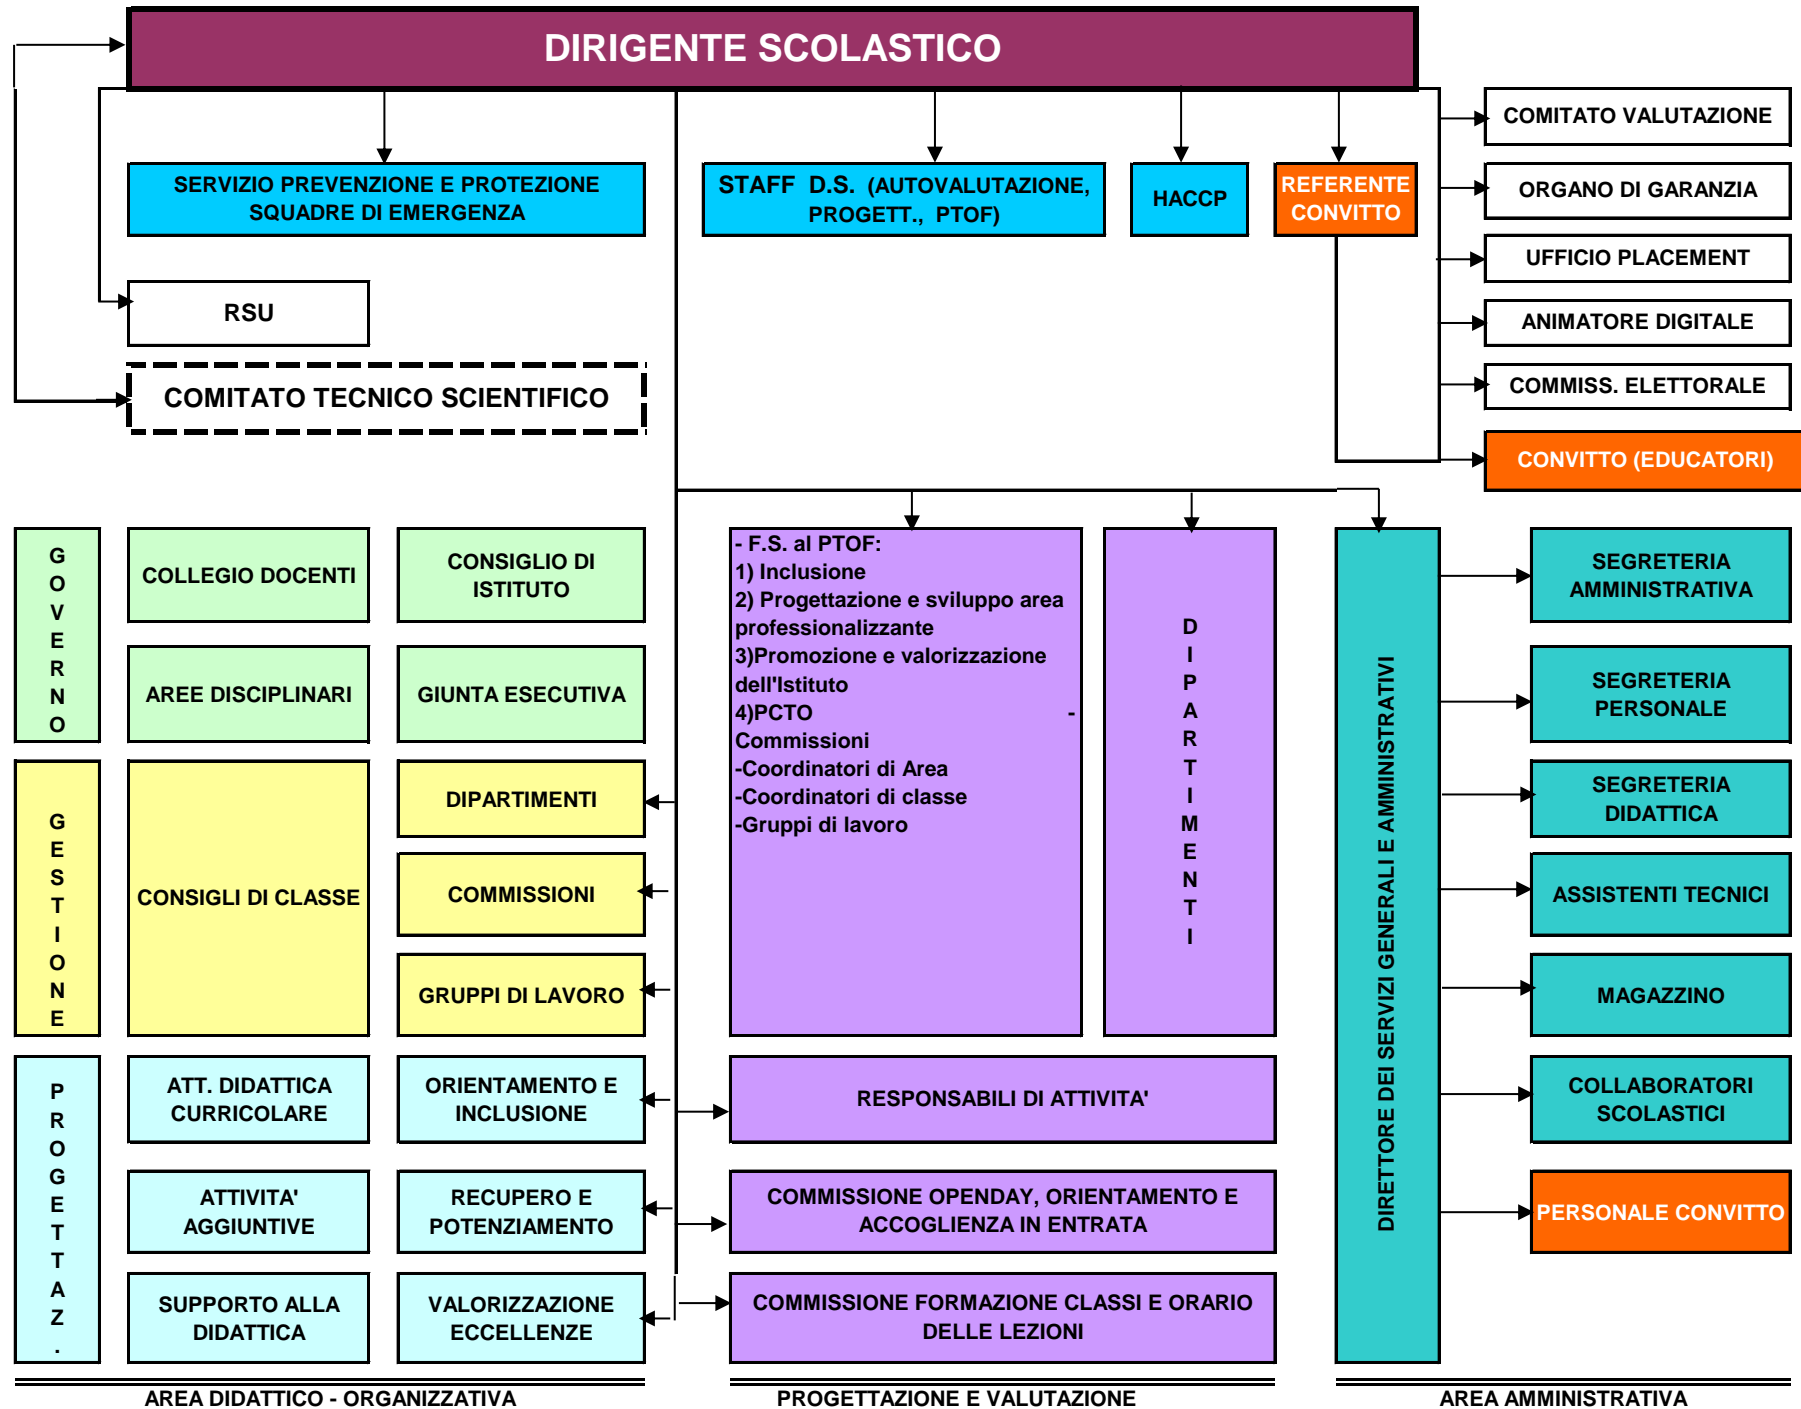 DIRIGENTE SCOLASTICO
COMITATO VALUTAZIONE
SERVIZIO PREVENZIONE E PROTEZIONE
SQUADRE DI EMERGENZA
STAFF D.S. (AUTOVALUTAZIONE,
PROGETT., PTOF)
HACCP
REFERENTE
CONVITTO
ORGANO DI GARANZIA
UFFICIO PLACEMENT
RSU
ANIMATORE DIGITALE
COMITATO TECNICO SCIENTIFICO
COMMISS. ELETTORALE
CONVITTO (EDUCATORI)
GOVERNO
COLLEGIO DOCENTI
CONSIGLIO DI
ISTITUTO
AREE DISCIPLINARI
GIUNTA ESECUTIVA
GESTIONE
CONSIGLI DI CLASSE
DIPARTIMENTI
COMMISSIONI
GRUPPI DI LAVORO
PROGETTAZ.
ATT. DIDATTICA
CURRICOLARE
ORIENTAMENTO E
INCLUSIONE
ATTIVITA'
AGGIUNTIVE
RECUPERO E
POTENZIAMENTO
SUPPORTO ALLA
DIDATTICA
VALORIZZAZIONE
ECCELLENZE
- F.S. al PTOF:
1) Inclusione
2) Progettazione e sviluppo area
professionalizzante
3)Promozione e valorizzazione
dell'Istituto
4)PCTO -
Commissioni
-Coordinatori di Area
-Coordinatori di classe
-Gruppi di lavoro
DIPARTIMENTI
RESPONSABILI DI ATTIVITA'
COMMISSIONE OPENDAY, ORIENTAMENTO E
ACCOGLIENZA IN ENTRATA
COMMISSIONE FORMAZIONE CLASSI E ORARIO
DELLE LEZIONI
DIRETTORE DEI SERVIZI GENERALI E AMMINISTRATIVI
SEGRETERIA
AMMINISTRATIVA
SEGRETERIA
PERSONALE
SEGRETERIA
DIDATTICA
ASSISTENTI TECNICI
MAGAZZINO
COLLABORATORI
SCOLASTICI
PERSONALE CONVITTO
AREA DIDATTICO - ORGANIZZATIVA
PROGETTAZIONE E VALUTAZIONE
AREA AMMINISTRATIVA